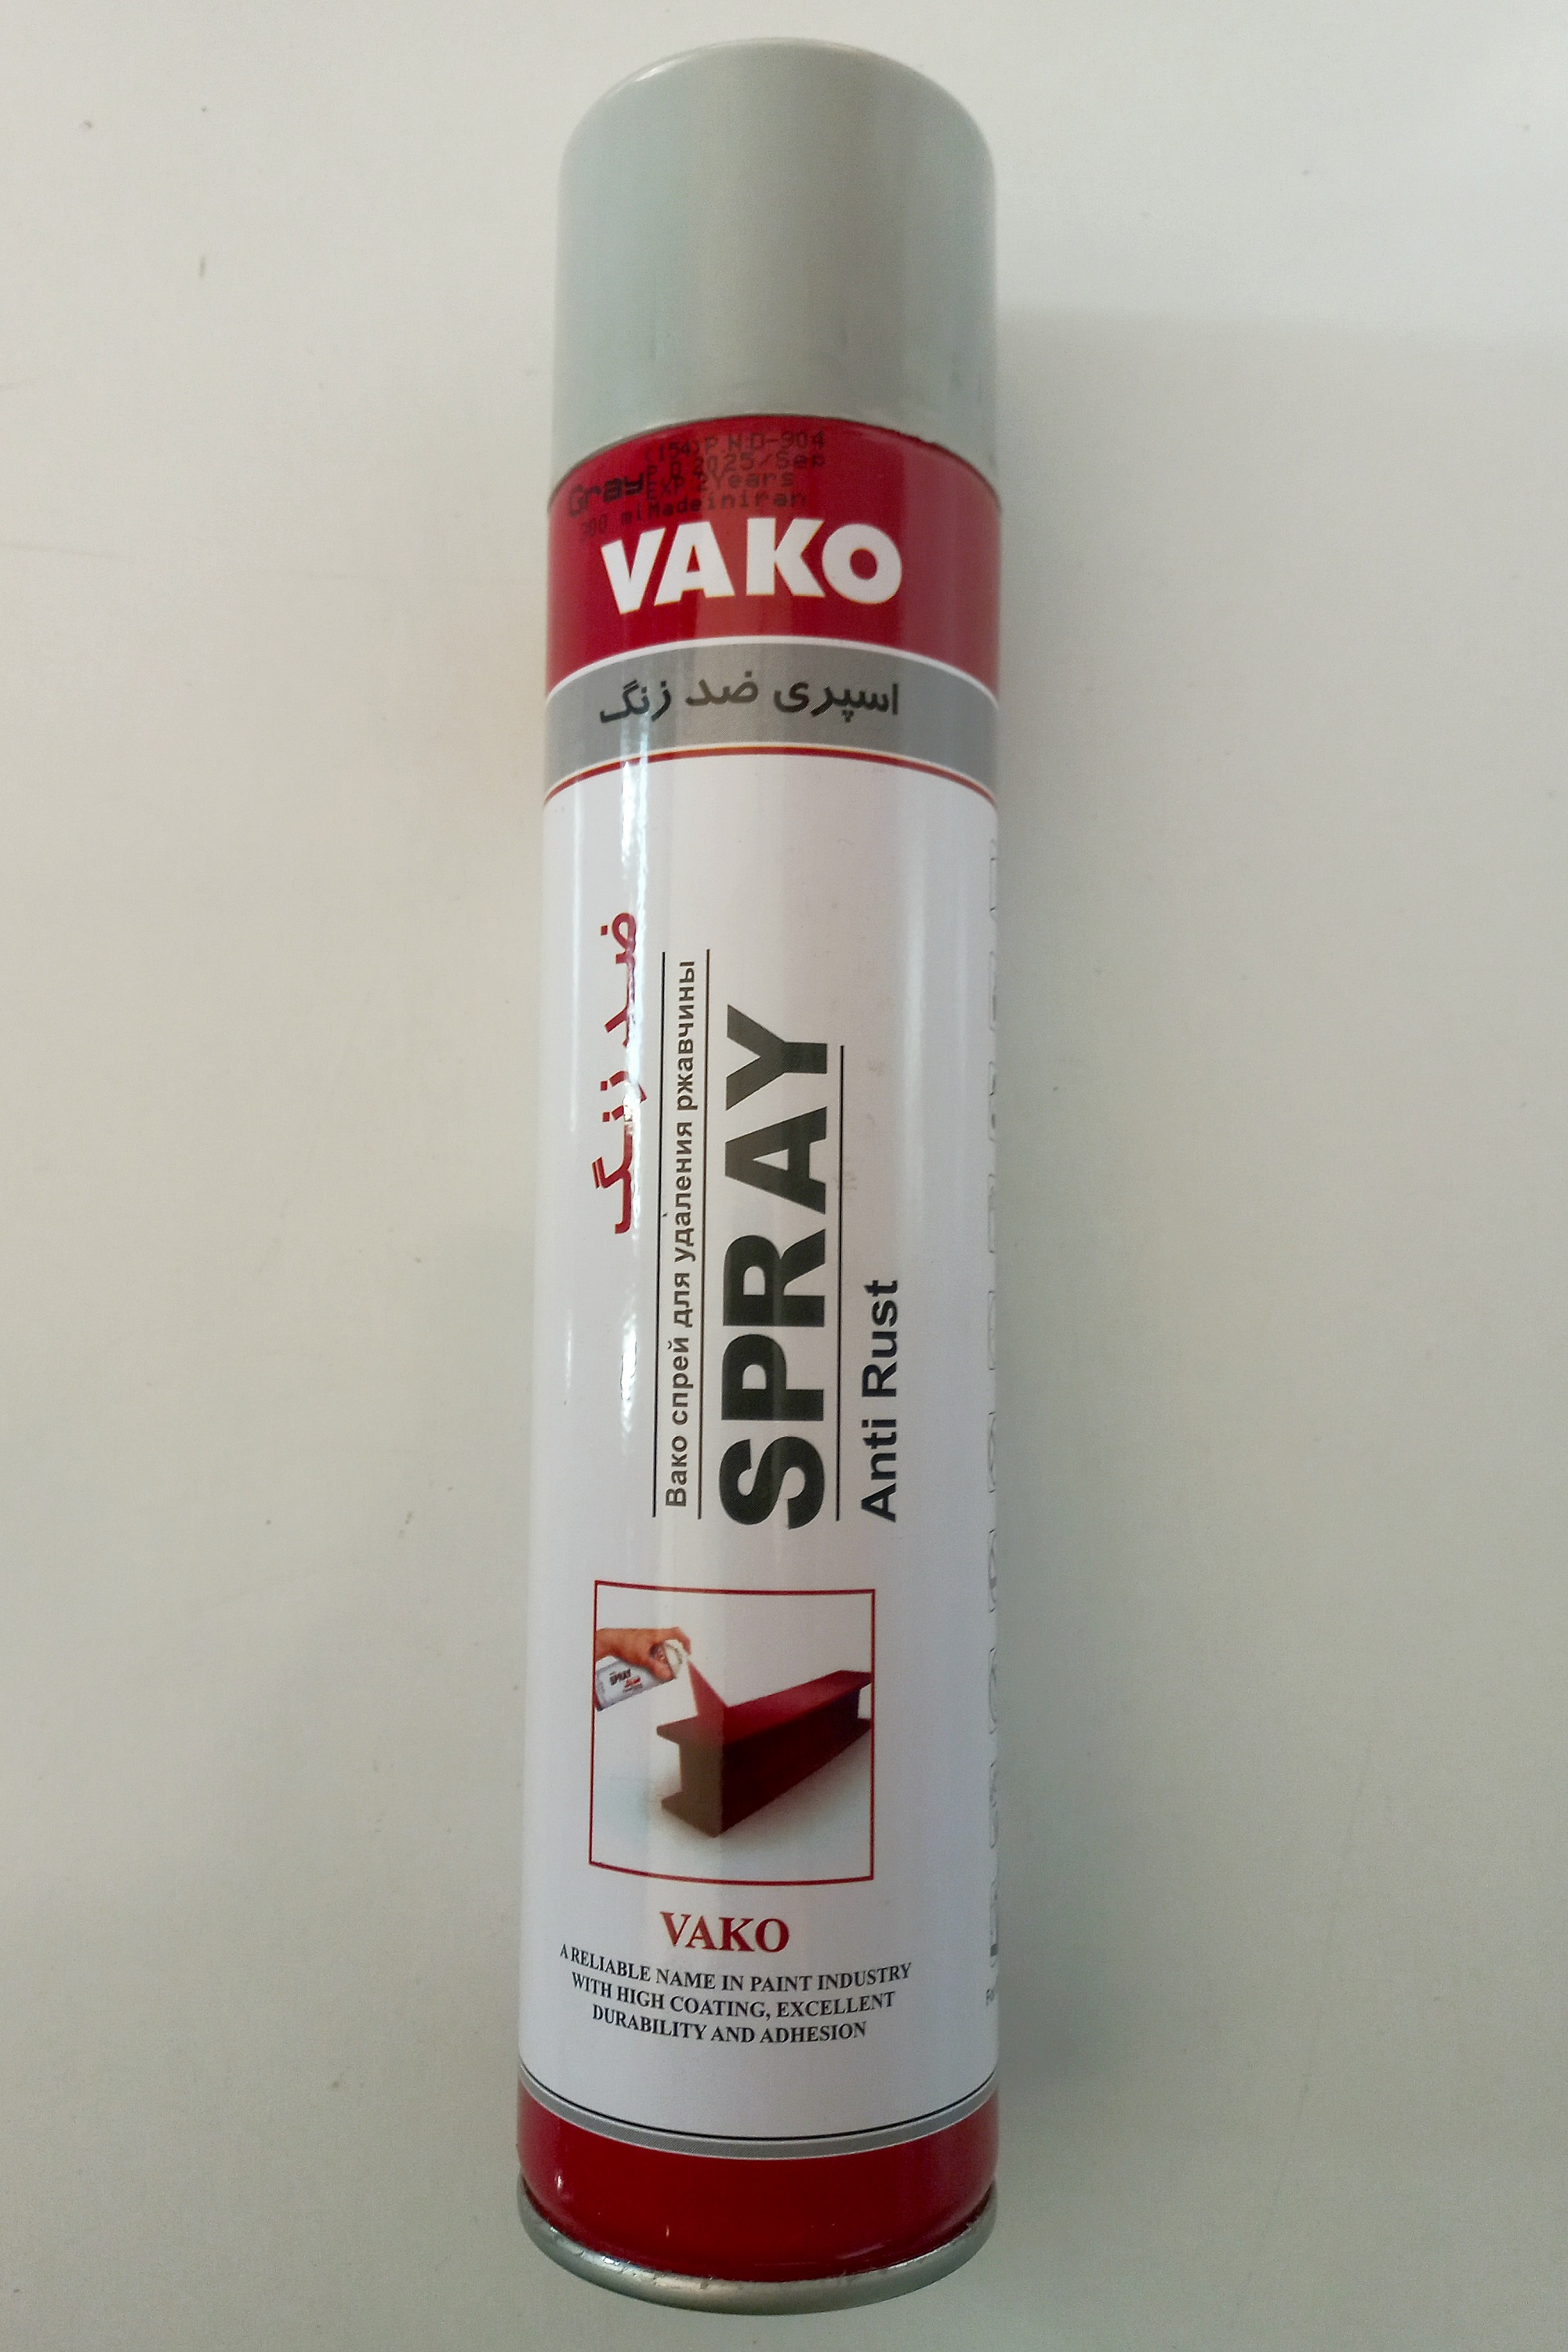 (154)P.N.D-904
Gray P.D 2025/Sep
EXP 2Years
300 ml MadeinIran
VAKO
اسپری ضد زنگ
ضد زنگ
Вако спрей для удаления ржавчины
SPRAY
Anti Rust
SPRAY
VAKO
A RELIABLE NAME IN PAINT INDUSTRY
WITH HIGH COATING, EXCELLENT
DURABILITY AND ADHESION